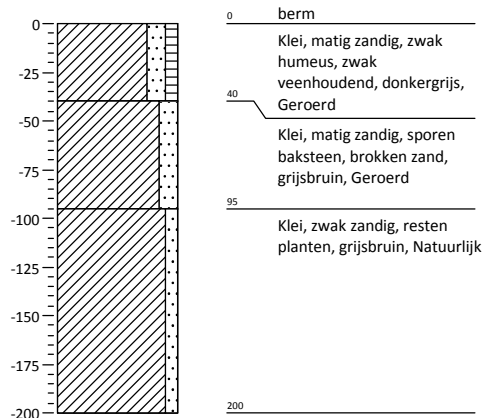 0
-25
-50
-75
-100
-125
-150
-175
-200
0 berm
Klei, matig zandig, zwak
humeus, zwak
veenhoudend, donkergrijs,
Geroerd
40
Klei, matig zandig, sporen
baksteen, brokken zand,
grijsbruin, Geroerd
95
Klei, zwak zandig, resten
planten, grijsbruin, Natuurlijk
200